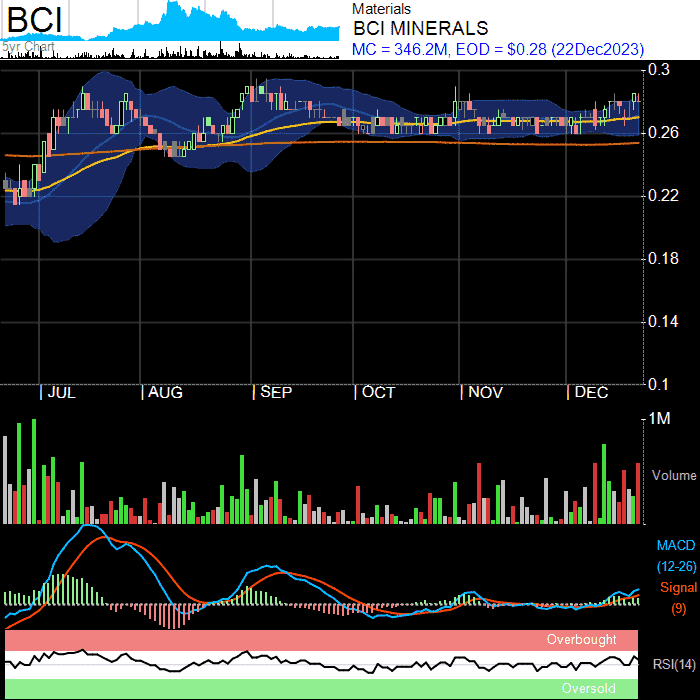 BCI
5yr Chart
Materials
BCI MINERALS
MC = 346.2M, EOD = $0.28 (22Dec2023)
0.3
0.26
0.22
0.18
0.14
0.1
JUL AUG SEP OCT NOV DEC
1M
Volume
MACD
(12-26)
Signal
(9)
Overbought
RSI(14)
Oversold